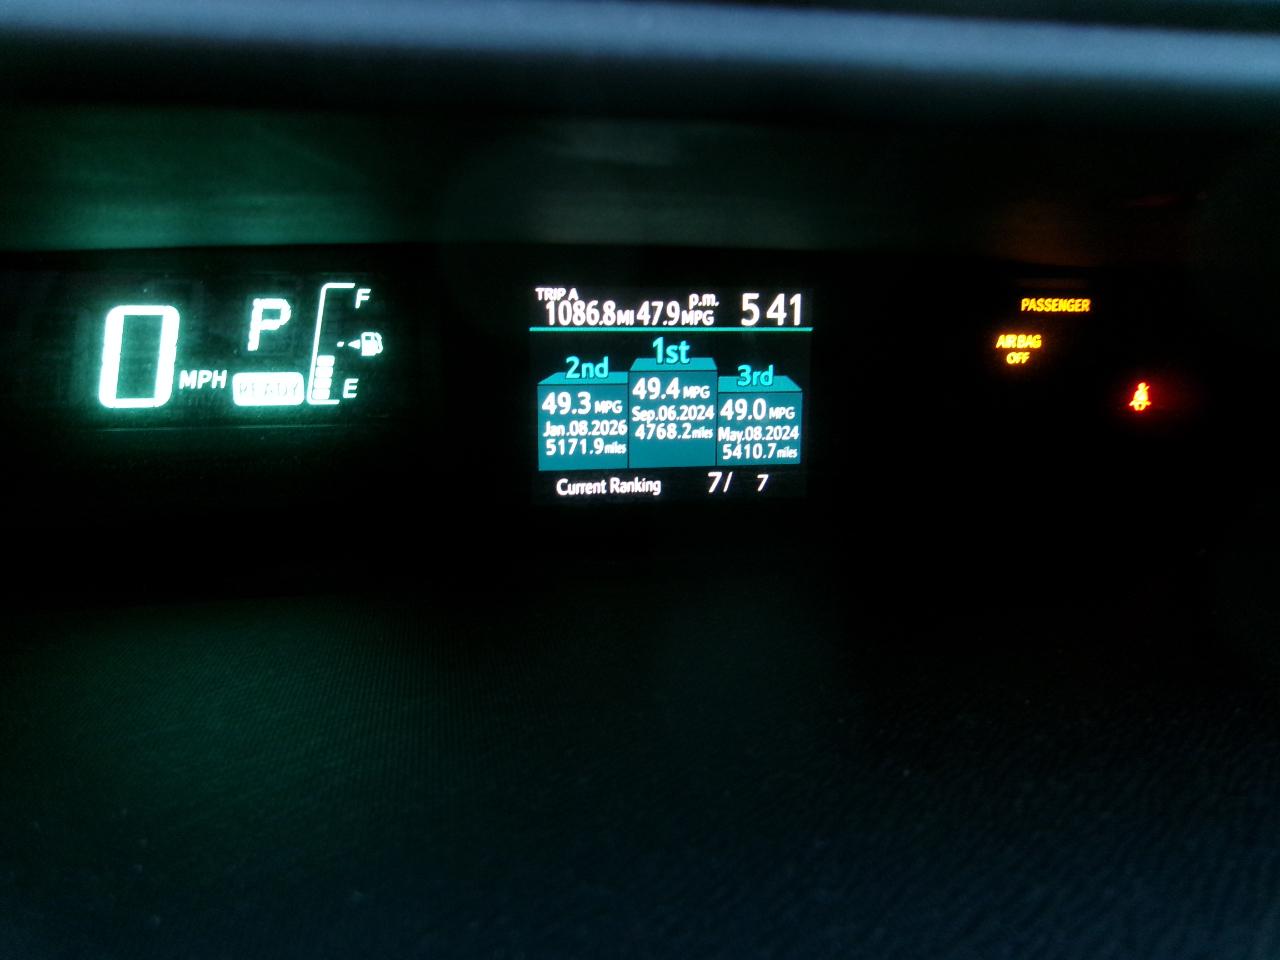 0 MPH
P
READY
F
E
TRIP A
1086.8 MI 47.9 MPG
p.m. 5 41
1st
49.4 MPG
Sep.06.2024
4768.2 miles
2nd
49.3 MPG
Jan.08.2026
5171.9 miles
3rd
49.0 MPG
May.08.2024
5410.7 miles
Current Ranking 7/ 7
PASSENGER
AIRBAG
OFF